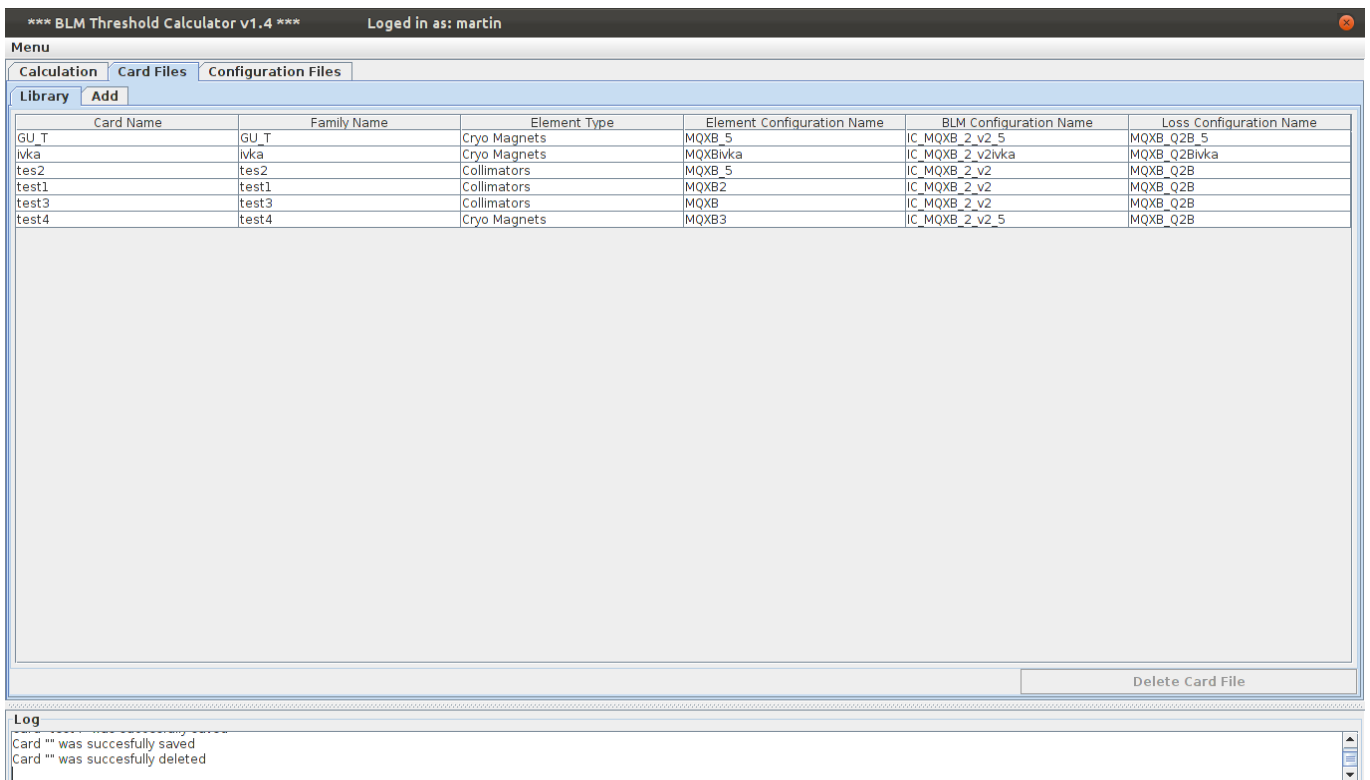 *** BLM Threshold Calculator v1.4 *** Loged in as: martin
Menu
Calculation Card Files Configuration Files
Library Add
Card Name Family Name Element Type Element Configuration Name BLM Configuration Name Loss Configuration Name
GU_T GU_T Cryo Magnets MQXB_5 IC_MQXB_2_v2_5 MQXB_Q2B_5
ivka ivka Cryo Magnets MQXBivka IC_MQXB_2_v2ivka MQXB_Q2Bivka
tes2 tes2 Collimators MQXB_5 IC_MQXB_2_v2 MQXB_Q2B
test1 test1 Collimators MQXB2 IC_MQXB_2_v2 MQXB_Q2B
test3 test3 Collimators MQXB IC_MQXB_2_v2 MQXB_Q2B
test4 test4 Cryo Magnets MQXB3 IC_MQXB_2_v2_5 MQXB_Q2B
Delete Card File
Log
Card "" was succesfully saved
Card "" was succesfully deleted